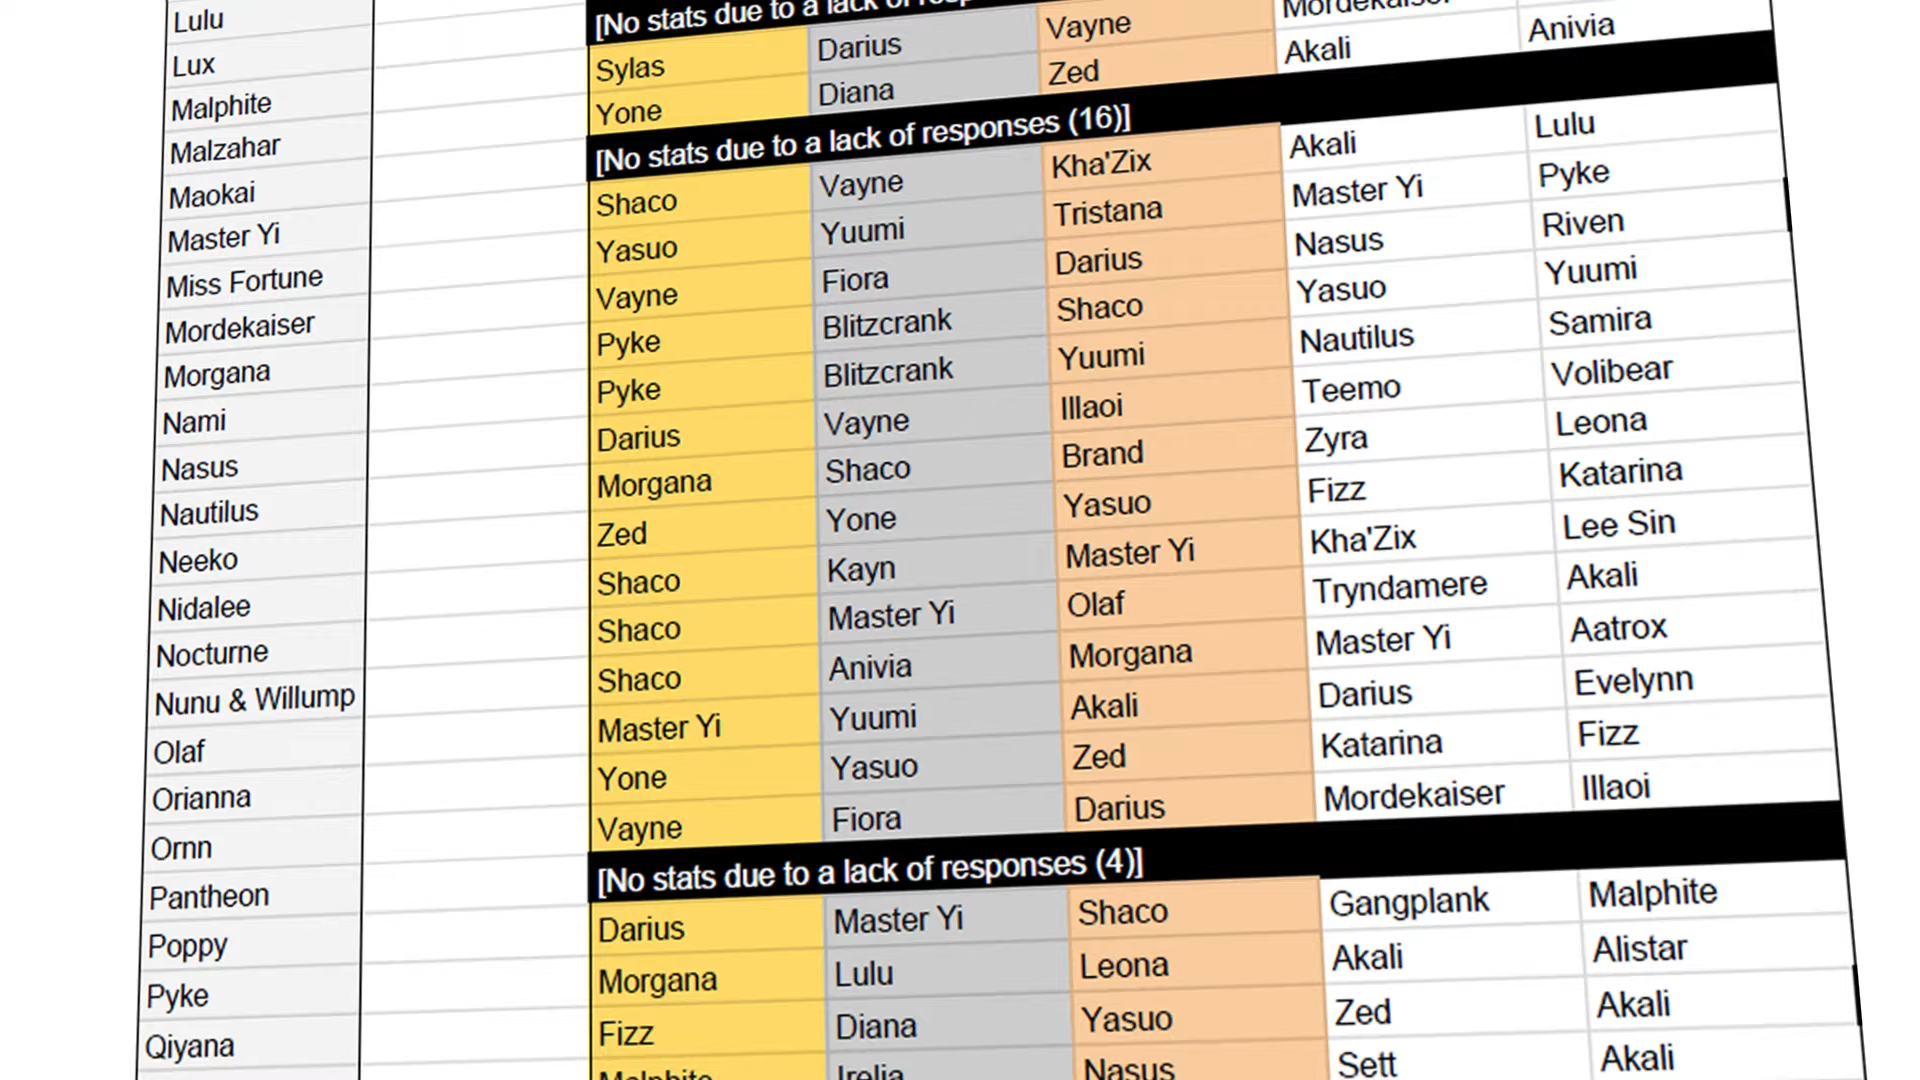 Lulu [No stats due to a lack of
Lux Sylas Darius Vayne Mordekaiser
Malphite Yone Diana Zed Akali Anivia
Malzahar [No stats due to a lack of responses (16)]
Maokai Shaco Vayne Kha'Zix Akali Lulu
Master Yi Yasuo Yuumi Tristana Master Yi Pyke
Miss Fortune Vayne Fiora Darius Nasus Riven
Mordekaiser Pyke Blitzcrank Shaco Yasuo Yuumi
Morgana Pyke Blitzcrank Yuumi Nautilus Samira
Nami Darius Vayne Illaoi Teemo Volibear
Nasus Morgana Shaco Brand Zyra Leona
Nautilus Zed Yone Yasuo Fizz Katarina
Neeko Shaco Kayn Master Yi Kha'Zix Lee Sin
Nidalee Shaco Master Yi Olaf Tryndamere Akali
Nocturne Shaco Anivia Morgana Master Yi Aatrox
Nunu & Willump Master Yi Yuumi Akali Darius Evelynn
Olaf Yone Yasuo Zed Katarina Fizz
Orianna Vayne Fiora Darius Mordekaiser Illaoi
Ornn [No stats due to a lack of responses (4)]
Pantheon Darius Master Yi Shaco Gangplank Malphite
Poppy Morgana Lulu Leona Akali Alistar
Pyke Fizz Diana Yasuo Zed Akali
Qiyana Malphite Irelia Nasus Sett Akali